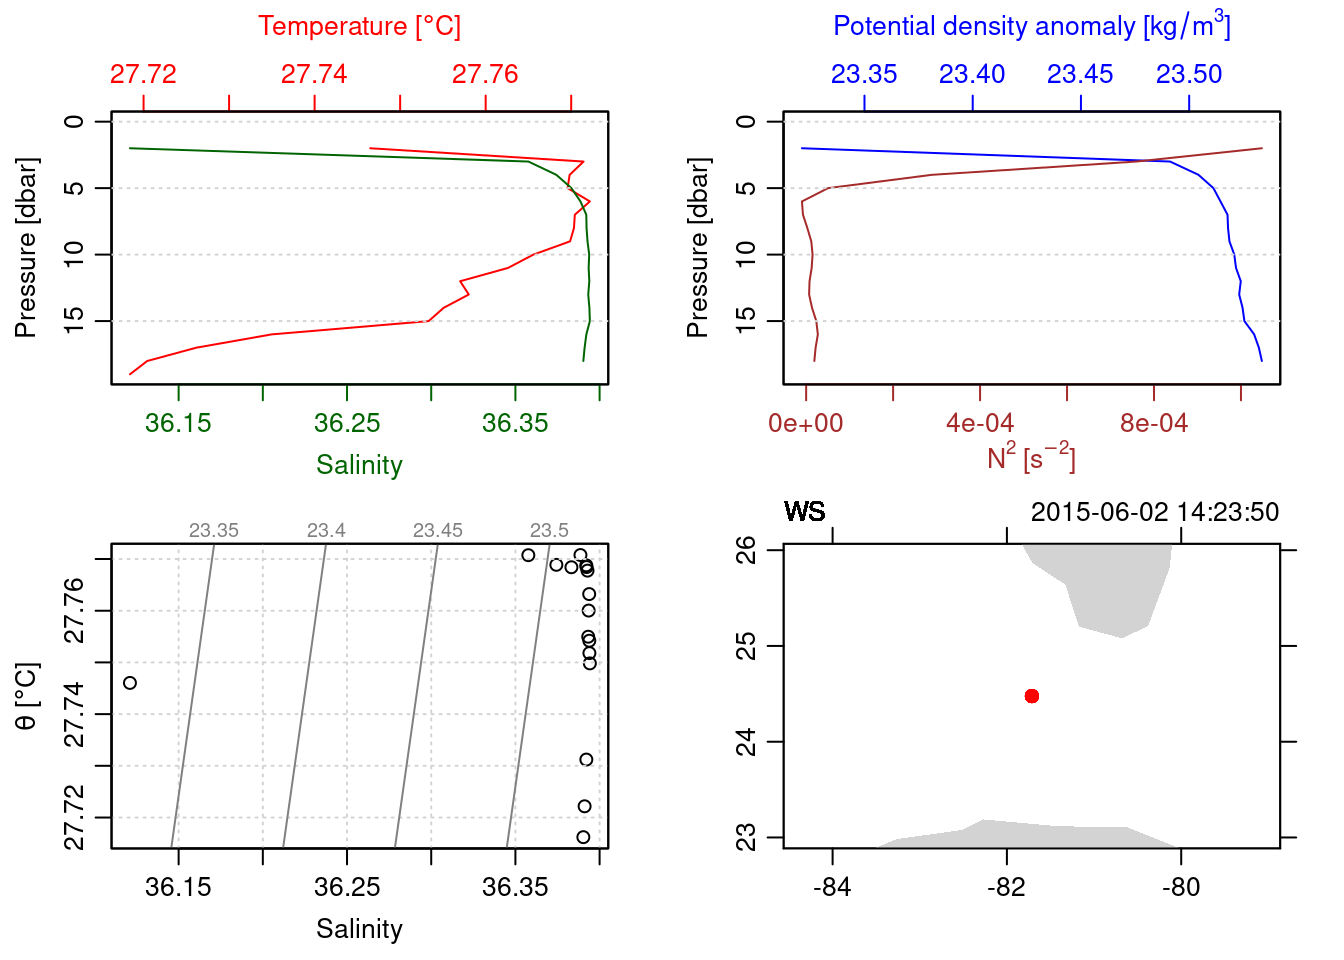 Temperature [°C]
27.72 27.74 27.76
0
5
10
15
Pressure [dbar]
36.15 36.25 36.35
Salinity
Potential density anomaly [kg/m³]
23.35 23.40 23.45 23.50
0
5
10
15
Pressure [dbar]
0e+00 4e-04 8e-04
N² [s⁻²]
23.35 23.4 23.45 23.5
27.76
27.74
27.72
θ [°C]
36.15 36.25 36.35
Salinity
WS 2015-06-02 14:23:50
26
25
24
23
-84 -82 -80